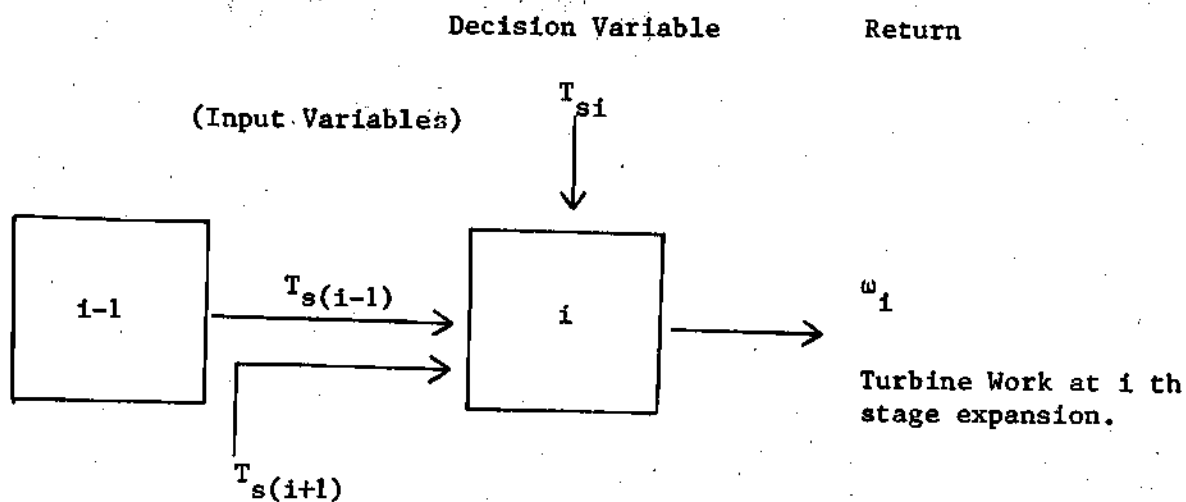 Decision Variable Return
T_si
(Input Variables)
i-1
T_s(i-1)
i
ω_i
Turbine Work at i th
stage expansion.
T_s(i+1)